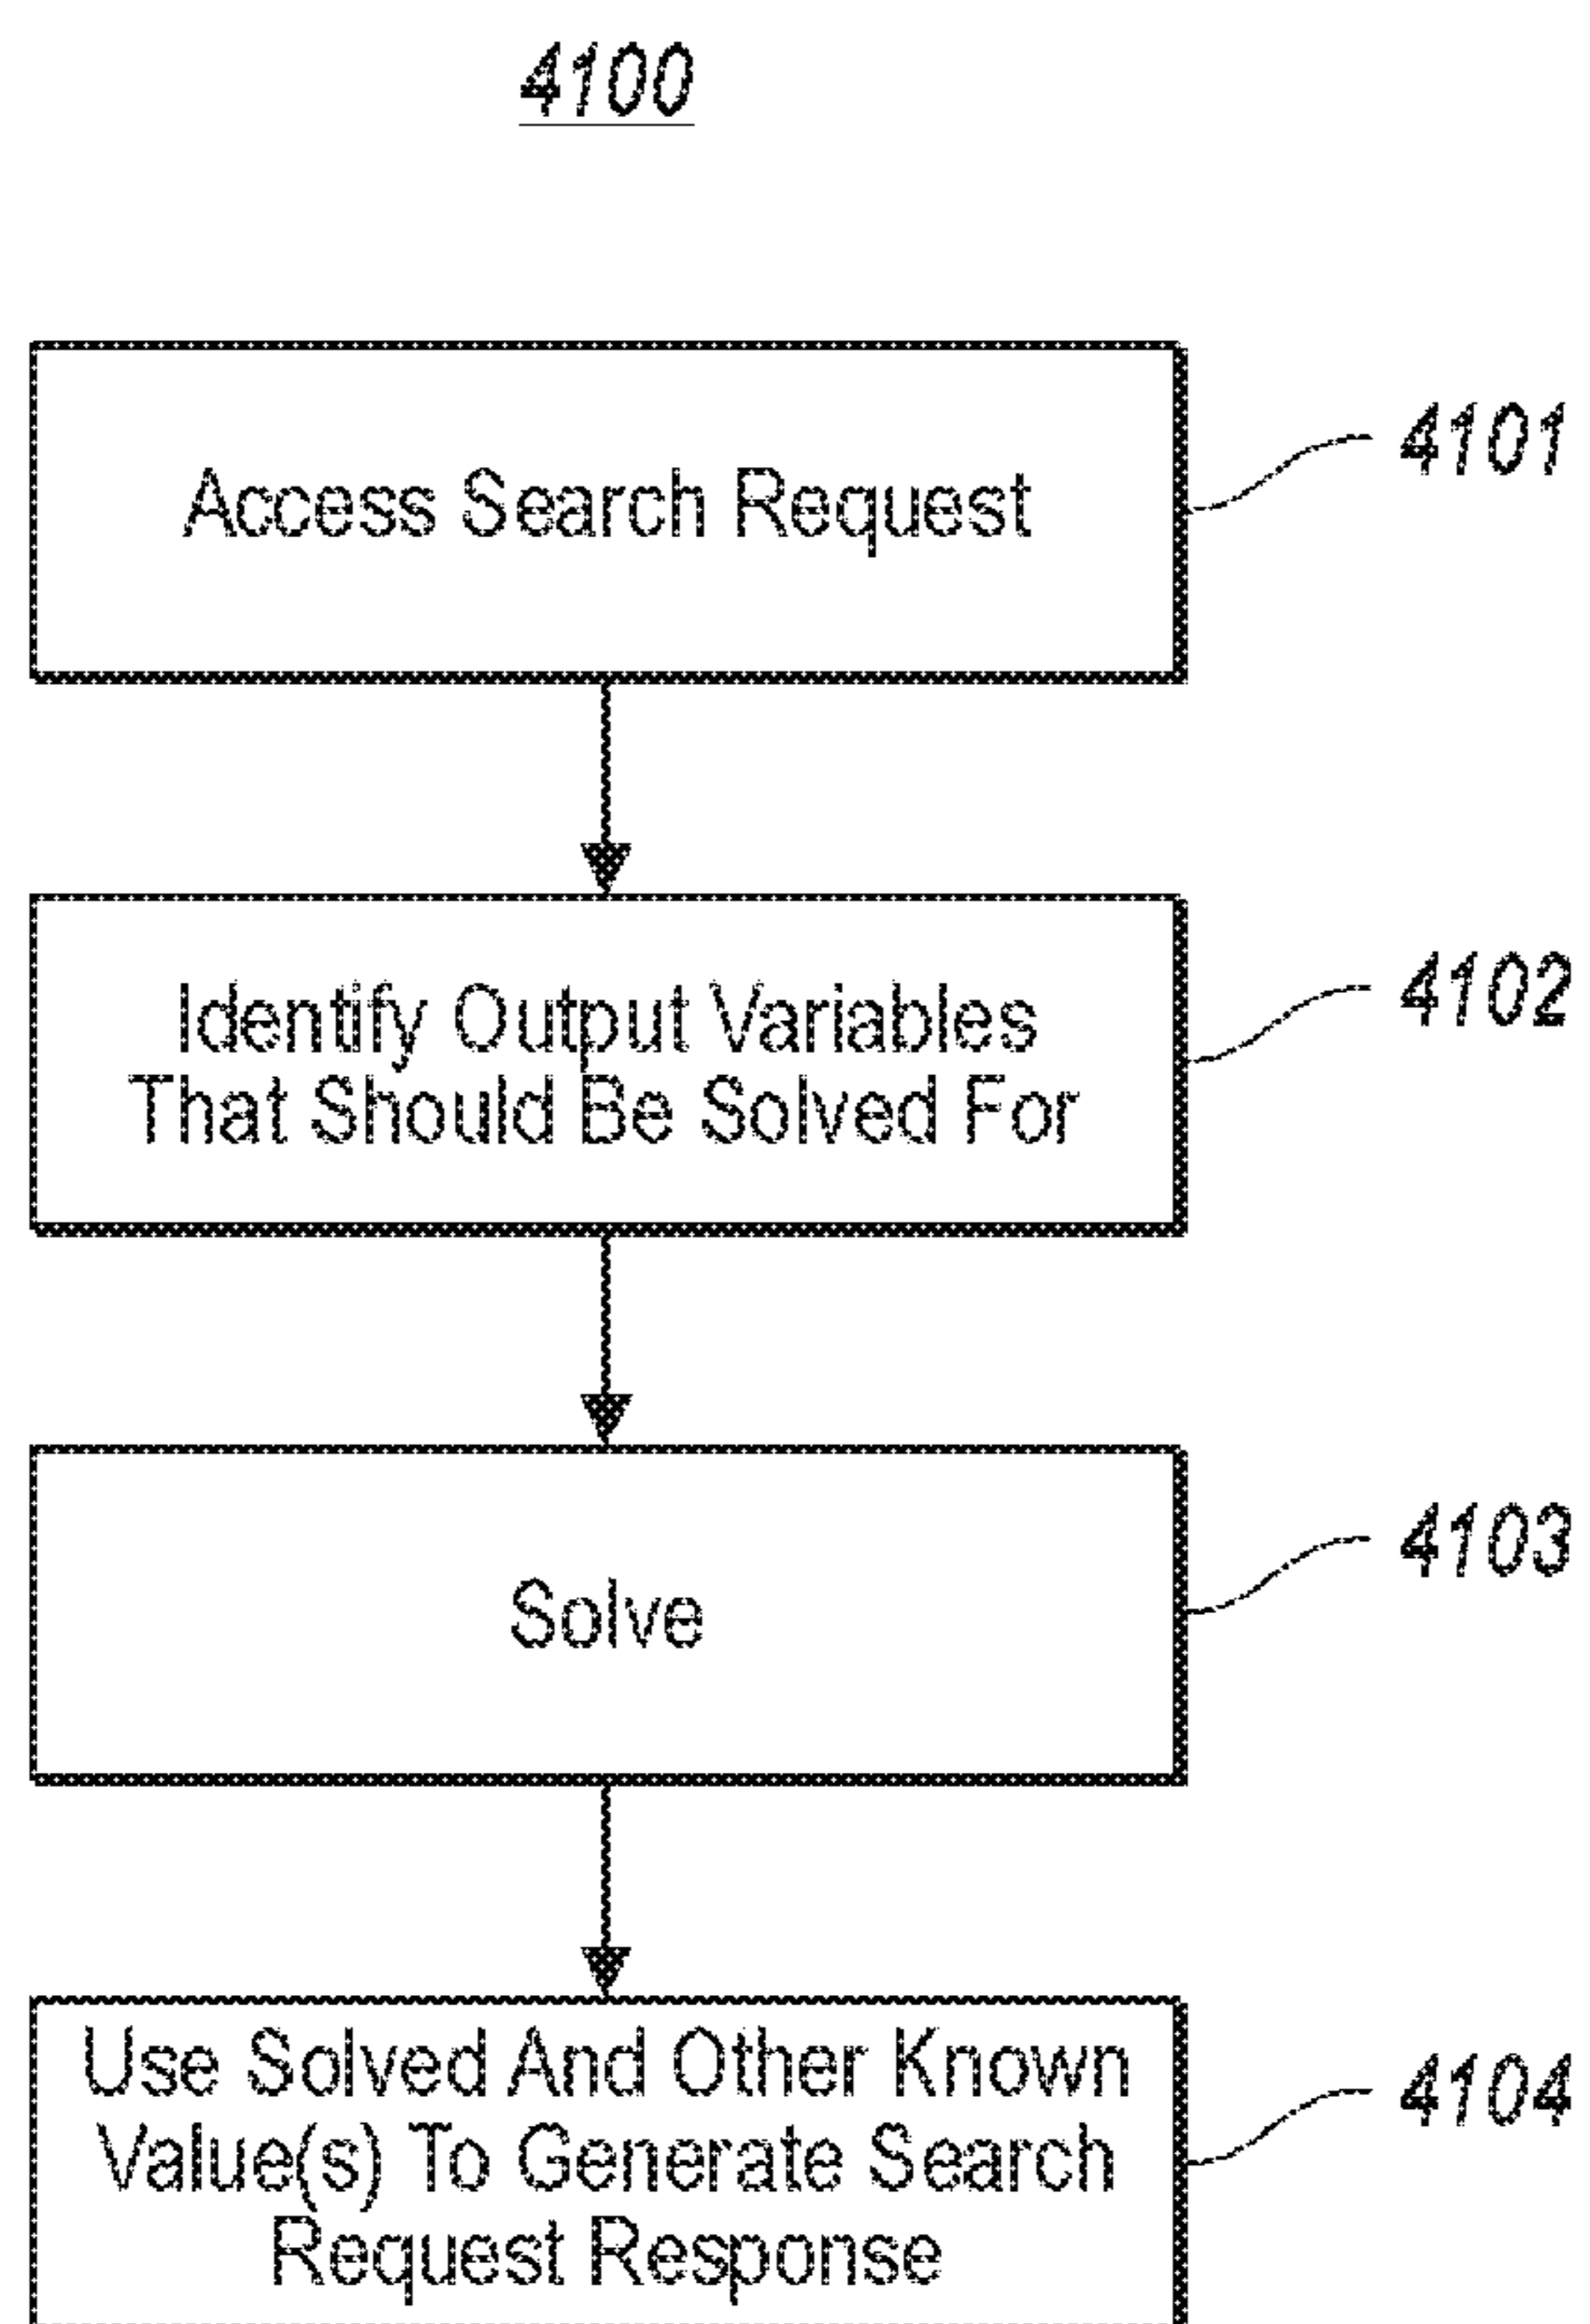 4100
Access Search Request
4101
Identify Output Variables
That Should Be Solved For
4102
Solve
4103
Use Solved And Other Known
Value(s) To Generate Search
Request Response
4104